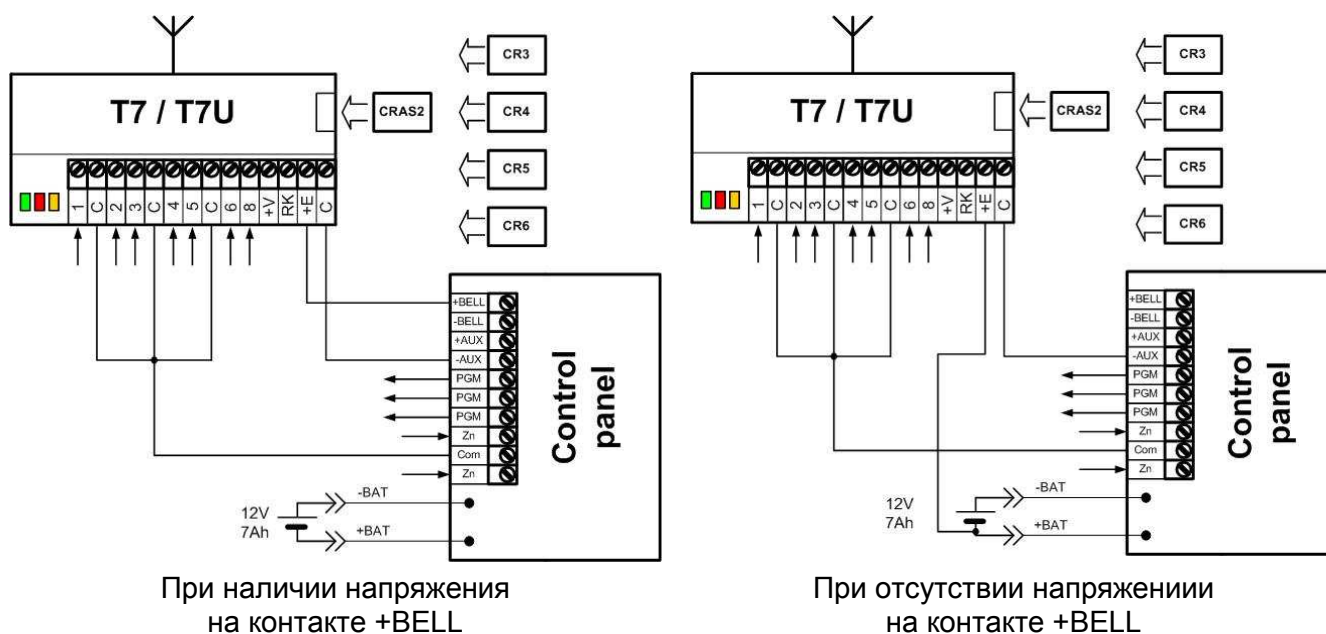 T7 / T7U
CRAS2
CR3
CR4
CR5
CR6
1 C 2 3 C 4 5 C 6 8 +V RK +E C
+BELL
-BELL
+AUX
-AUX
PGM
PGM
PGM
Zn
Com
Zn
Control
panel
-BAT
12V
7Ah
+BAT
При наличии напряжения
на контакте +BELL
T7 / T7U
CRAS2
CR3
CR4
CR5
CR6
1 C 2 3 C 4 5 C 6 8 +V RK +E C
+BELL
-BELL
+AUX
-AUX
PGM
PGM
PGM
Zn
Com
Zn
Control
panel
-BAT
12V
7Ah
+BAT
При отсутствии напряжениии
на контакте +BELL